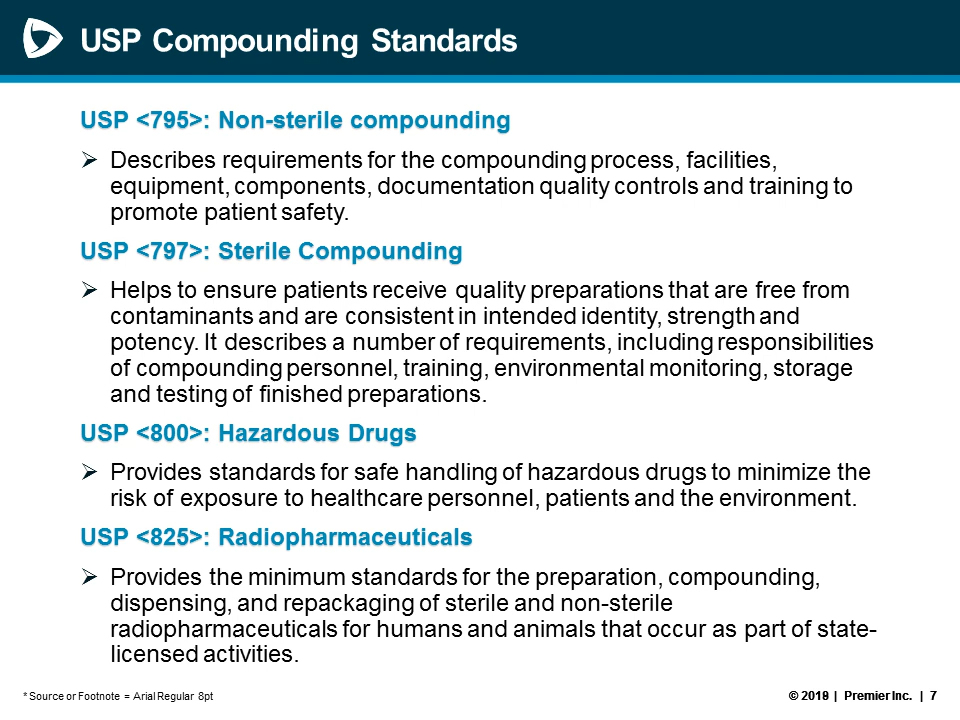 USP Compounding Standards
USP <795>: Non-sterile compounding
Describes requirements for the compounding process, facilities,
equipment, components, documentation quality controls and training to
promote patient safety.
USP <797>: Sterile Compounding
Helps to ensure patients receive quality preparations that are free from
contaminants and are consistent in intended identity, strength and
potency. It describes a number of requirements, including responsibilities
of compounding personnel, training, environmental monitoring, storage
and testing of finished preparations.
USP <800>: Hazardous Drugs
Provides standards for safe handling of hazardous drugs to minimize the
risk of exposure to healthcare personnel, patients and the environment.
USP <825>: Radiopharmaceuticals
Provides the minimum standards for the preparation, compounding,
dispensing, and repackaging of sterile and non-sterile
radiopharmaceuticals for humans and animals that occur as part of state-
licensed activities.
* Source or Footnote = Arial Regular 8pt
Premier Inc. | 7